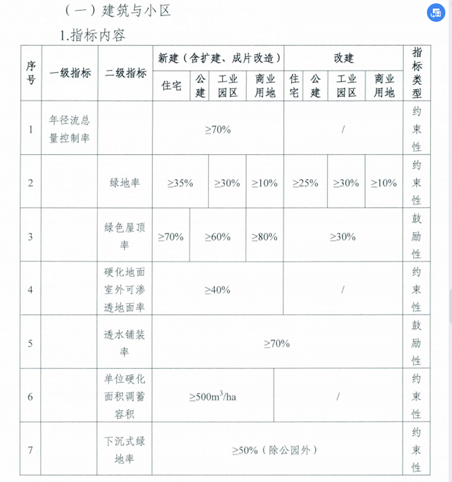 （一）建筑与小区
1.指标内容
序号 一级指标 二级指标 新建（含扩建、成片改造） 改建 指标类型
住宅 公建 工业园区 商业用地 住宅 公建 工业园区 商业用地
1 年径流总量控制率 ≥70% / 约束性
2 绿地率 ≥35% ≥30% ≥10% ≥25% ≥30% ≥10% 约束性
3 绿色屋顶率 ≥70% ≥60% ≥80% ≥30% 鼓励性
4 硬化地面室外可渗透地面率 ≥40% / 约束性
5 透水铺装率 ≥70% 鼓励性
6 单位硬化面积调蓄容积 ≥500m³/ha / 约束性
7 下沉式绿地率 ≥50%（除公园外） 约束性